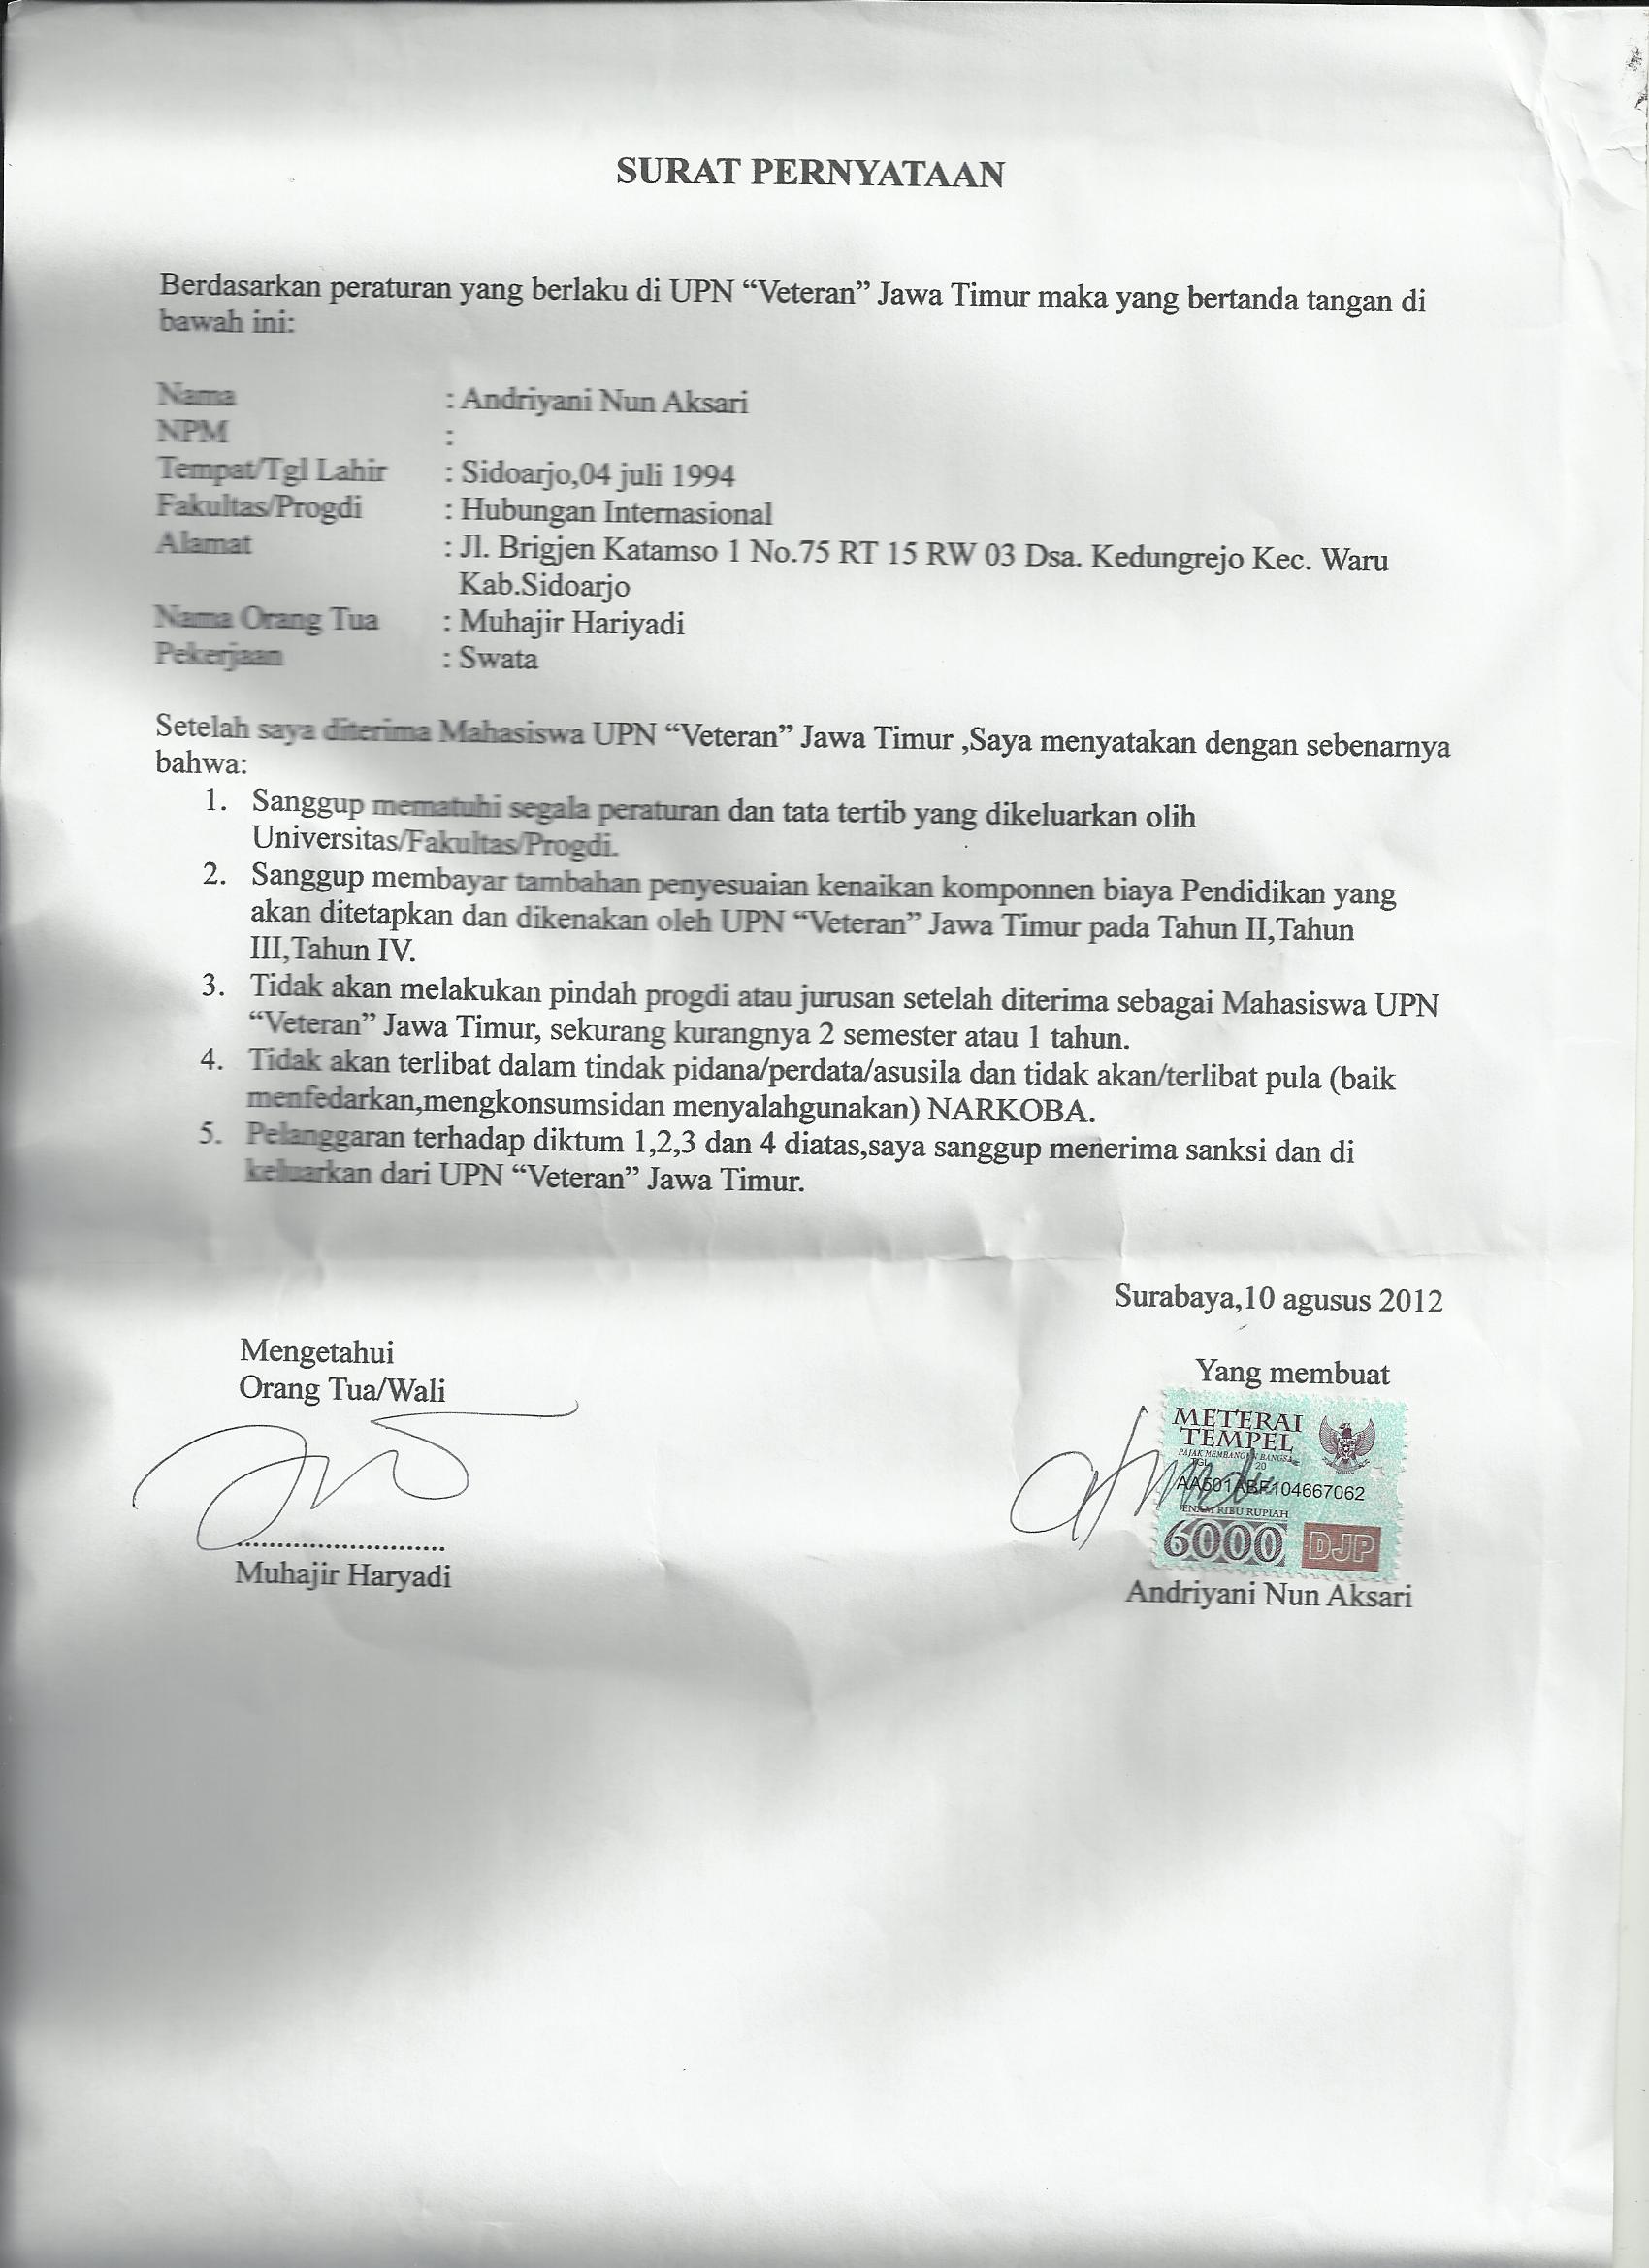 SURAT PERNYATAAN
Berdasarkan peraturan yang berlaku di UPN “Veteran” Jawa Timur maka yang bertanda tangan di
bawah ini:
Nama : Andriyani Nun Aksari
NPM :
Tempat/Tgl Lahir : Sidoarjo,04 juli 1994
Fakultas/Progdi : Hubungan Internasional
Alamat : Jl. Brigjen Katamso 1 No.75 RT 15 RW 03 Dsa. Kedungrejo Kec. Waru
Kab.Sidoarjo
Nama Orang Tua : Muhajir Hariyadi
Pekerjaan : Swata
Setelah saya diterima Mahasiswa UPN “Veteran” Jawa Timur ,Saya menyatakan dengan sebenarnya
bahwa:
1. Sanggup mematuhi segala peraturan dan tata tertib yang dikeluarkan olih
Universitas/Fakultas/Progdi.
2. Sanggup membayar tambahan penyesuaian kenaikan komponnen biaya Pendidikan yang
akan ditetapkan dan dikenakan oleh UPN “Veteran” Jawa Timur pada Tahun II,Tahun
III,Tahun IV.
3. Tidak akan melakukan pindah progdi atau jurusan setelah diterima sebagai Mahasiswa UPN
“Veteran” Jawa Timur, sekurang kurangnya 2 semester atau 1 tahun.
4. Tidak akan terlibat dalam tindak pidana/perdata/asusila dan tidak akan/terlibat pula (baik
menfedarkan,mengkonsumsidan menyalahgunakan) NARKOBA.
5. Pelanggaran terhadap diktum 1,2,3 dan 4 diatas,saya sanggup menerima sanksi dan di
keluarkan dari UPN “Veteran” Jawa Timur.
Surabaya,10 agusus 2012
Mengetahui
Orang Tua/Wali
Yang membuat
METERAI
TEMPEL
PAJAK MEMBANGUN BANGSA
TGL 20
AA501ABF104667062
ENAM RIBU RUPIAH
6000 DJP
..........................
Muhajir Haryadi
Andriyani Nun Aksari